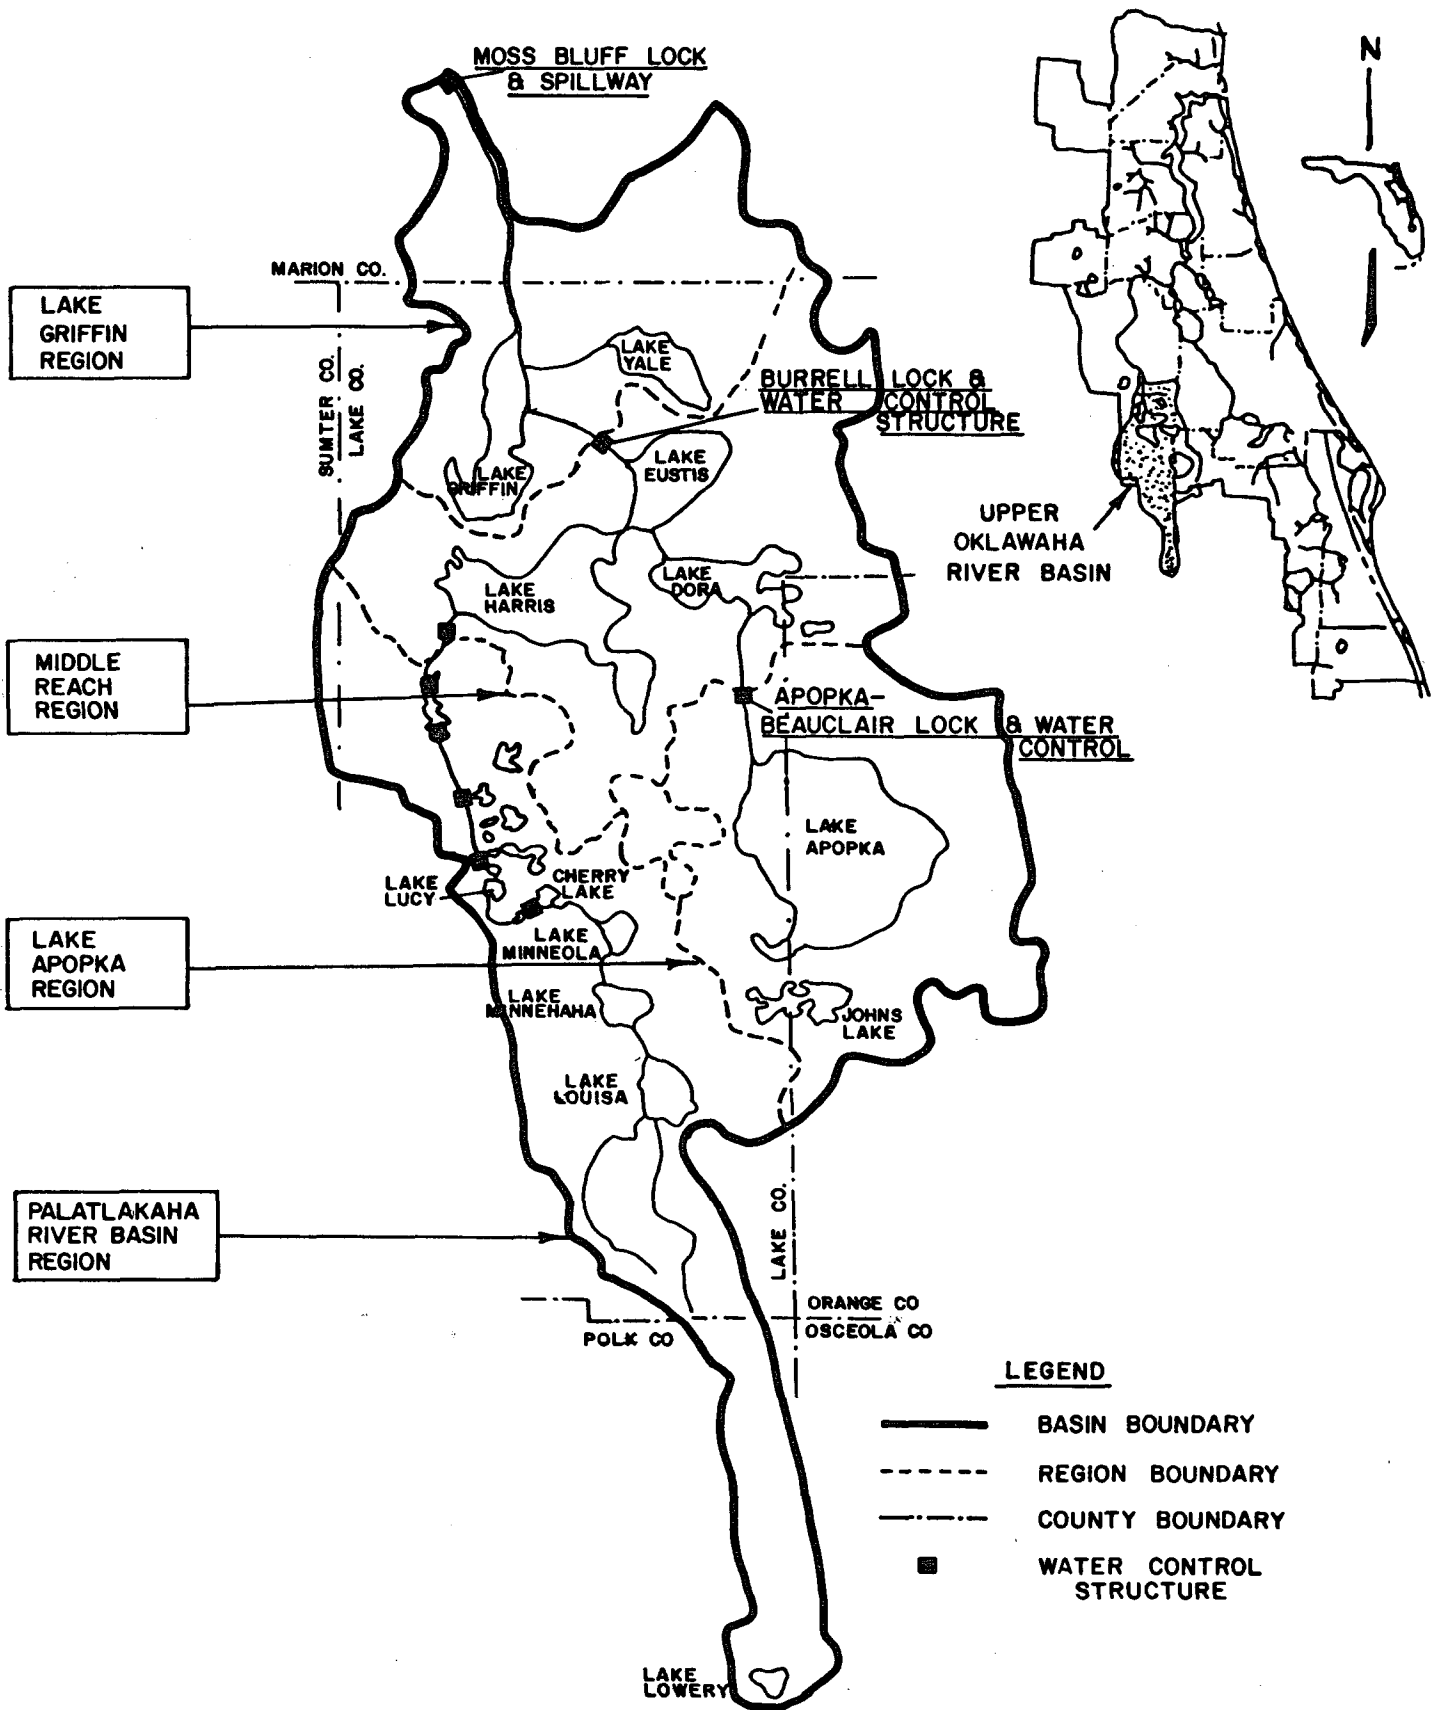 MOSS BLUFF LOCK
& SPILLWAY
N
MARION CO.
LAKE
GRIFFIN
REGION
SUMTER CO.
LAKE CO.
LAKE
YALE
BURRELL LOCK &
WATER CONTROL
STRUCTURE
LAKE
GRIFFIN
LAKE
EUSTIS
UPPER
OKLAWAHA
RIVER BASIN
LAKE
HARRIS
LAKE
DORA
MIDDLE
REACH
REGION
APOPKA-
BEAUCLAIR LOCK & WATER
CONTROL
LAKE
APOPKA
LAKE
LUCY
CHERRY
LAKE
LAKE
APOPKA
REGION
LAKE
MINNEOLA
LAKE
MINNEHAHA
JOHNS
LAKE
LAKE
LOUISA
PALATLAKAHA
RIVER BASIN
REGION
LAKE CO.
ORANGE CO
OSCEOLA CO
POLK CO
LEGEND
BASIN BOUNDARY
REGION BOUNDARY
COUNTY BOUNDARY
WATER CONTROL
STRUCTURE
LAKE
LOWERY